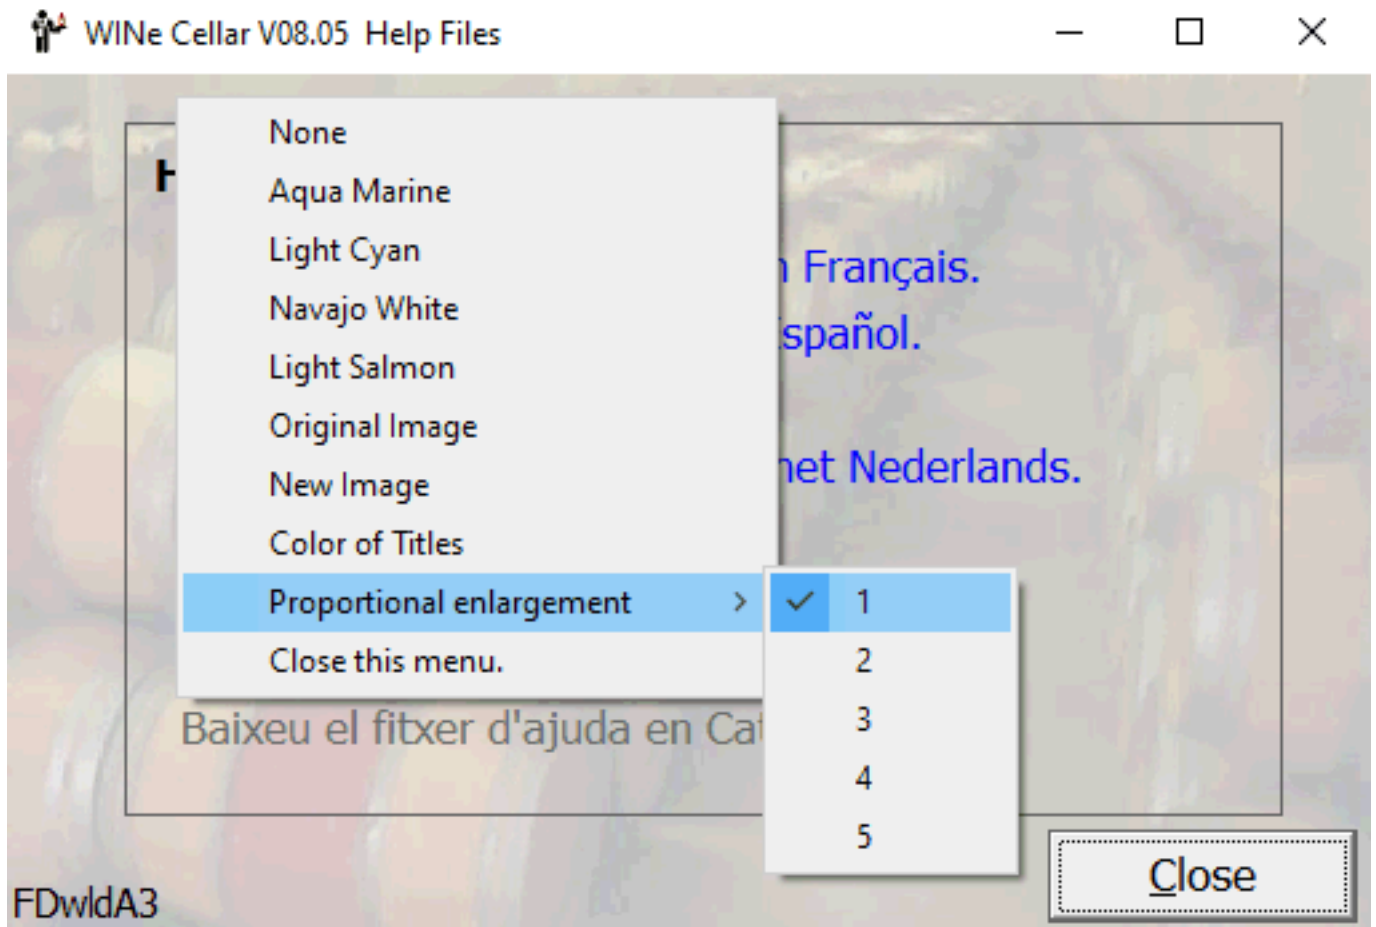 WINe Cellar V08.05 Help Files
None
Aqua Marine
Light Cyan
Navajo White
Light Salmon
Original Image
New Image
Color of Titles
Proportional enlargement
Close this menu.
1
2
3
4
5
Français.
Nederlands.
Baixeu el fitxer d'ajuda en
Close
FDwldA3